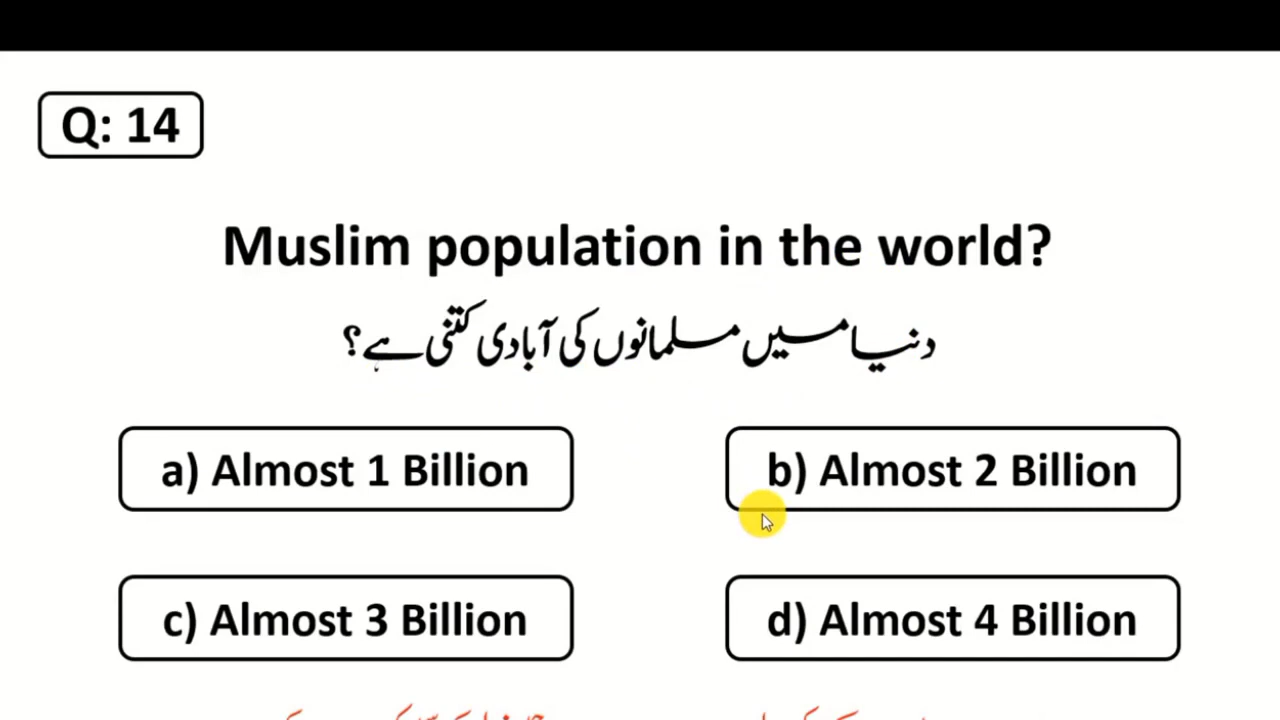 Q: 14
Muslim population in the world?
دنیا میں مسلمانوں کی آبادی کتنی ہے؟
a) Almost 1 Billion
b) Almost 2 Billion
c) Almost 3 Billion
d) Almost 4 Billion